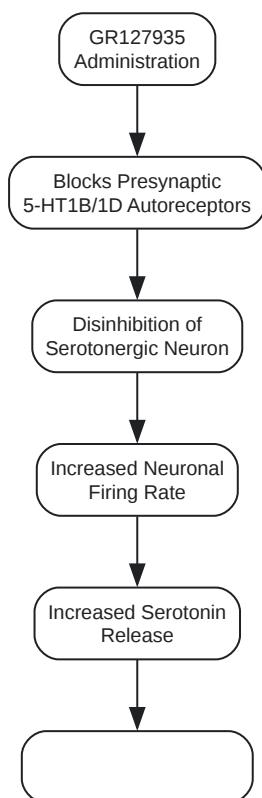 GR127935
Administration
Blocks Presynaptic
5-HT1B/1D Autoreceptors
Disinhibition of
Serotonergic Neuron
Increased Neuronal
Firing Rate
Increased Serotonin
Release